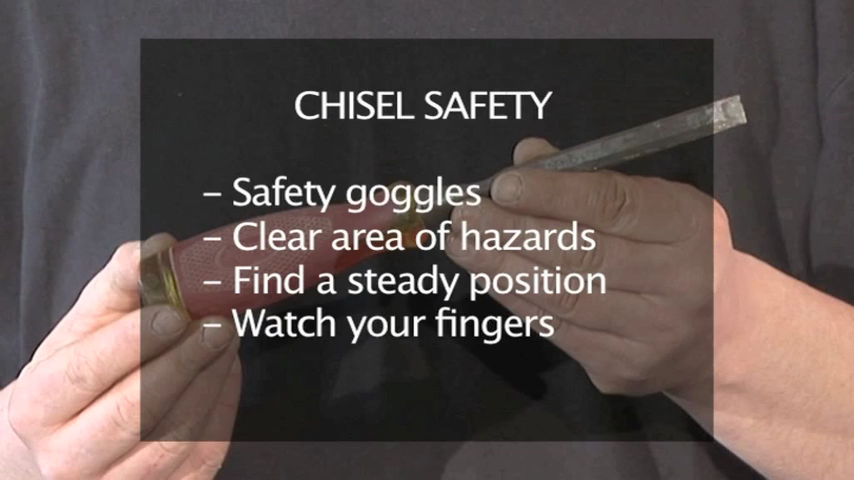 CHISEL SAFETY
– Safety goggles
– Clear area of hazards
– Find a steady position
– Watch your fingers